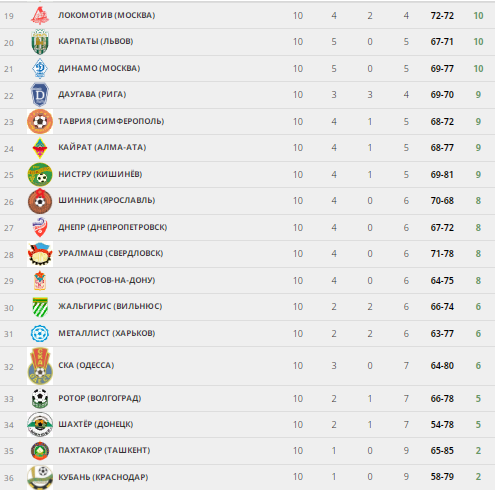 19 ЛОКОМОТИВ (МОСКВА) 10 4 2 4 72-72 10
20 КАРПАТЫ (ЛЬВОВ) 10 5 0 5 67-71 10
21 ДИНАМО (МОСКВА) 10 5 0 5 69-77 10
22 ДАУГАВА (РИГА) 10 3 3 4 69-70 9
23 ТАВРИЯ (СИМФЕРОПОЛЬ) 10 4 1 5 68-72 9
24 КАЙРАТ (АЛМА-АТА) 10 4 1 5 68-77 9
25 НИСТРУ (КИШИНЁВ) 10 4 1 5 69-81 9
26 ШИННИК (ЯРОСЛАВЛЬ) 10 4 0 6 70-68 8
27 ДНЕПР (ДНЕПРОПЕТРОВСК) 10 4 0 6 67-72 8
28 УРАЛМАШ (СВЕРДЛОВСК) 10 4 0 6 71-78 8
29 СКА (РОСТОВ-НА-ДОНУ) 10 4 0 6 64-75 8
30 ЖАЛЬГИРИС (ВИЛЬНЮС) 10 2 2 6 66-74 6
31 МЕТАЛЛИСТ (ХАРЬКОВ) 10 2 2 6 63-77 6
32 СКА (ОДЕССА) 10 3 0 7 64-80 6
33 РОТОР (ВОЛГОГРАД) 10 2 1 7 66-78 5
34 ШАХТЁР (ДОНЕЦК) 10 2 1 7 54-78 5
35 ПАХТАКОР (ТАШКЕНТ) 10 1 0 9 65-85 2
36 КУБАНЬ (КРАСНОДАР) 10 1 0 9 58-79 2